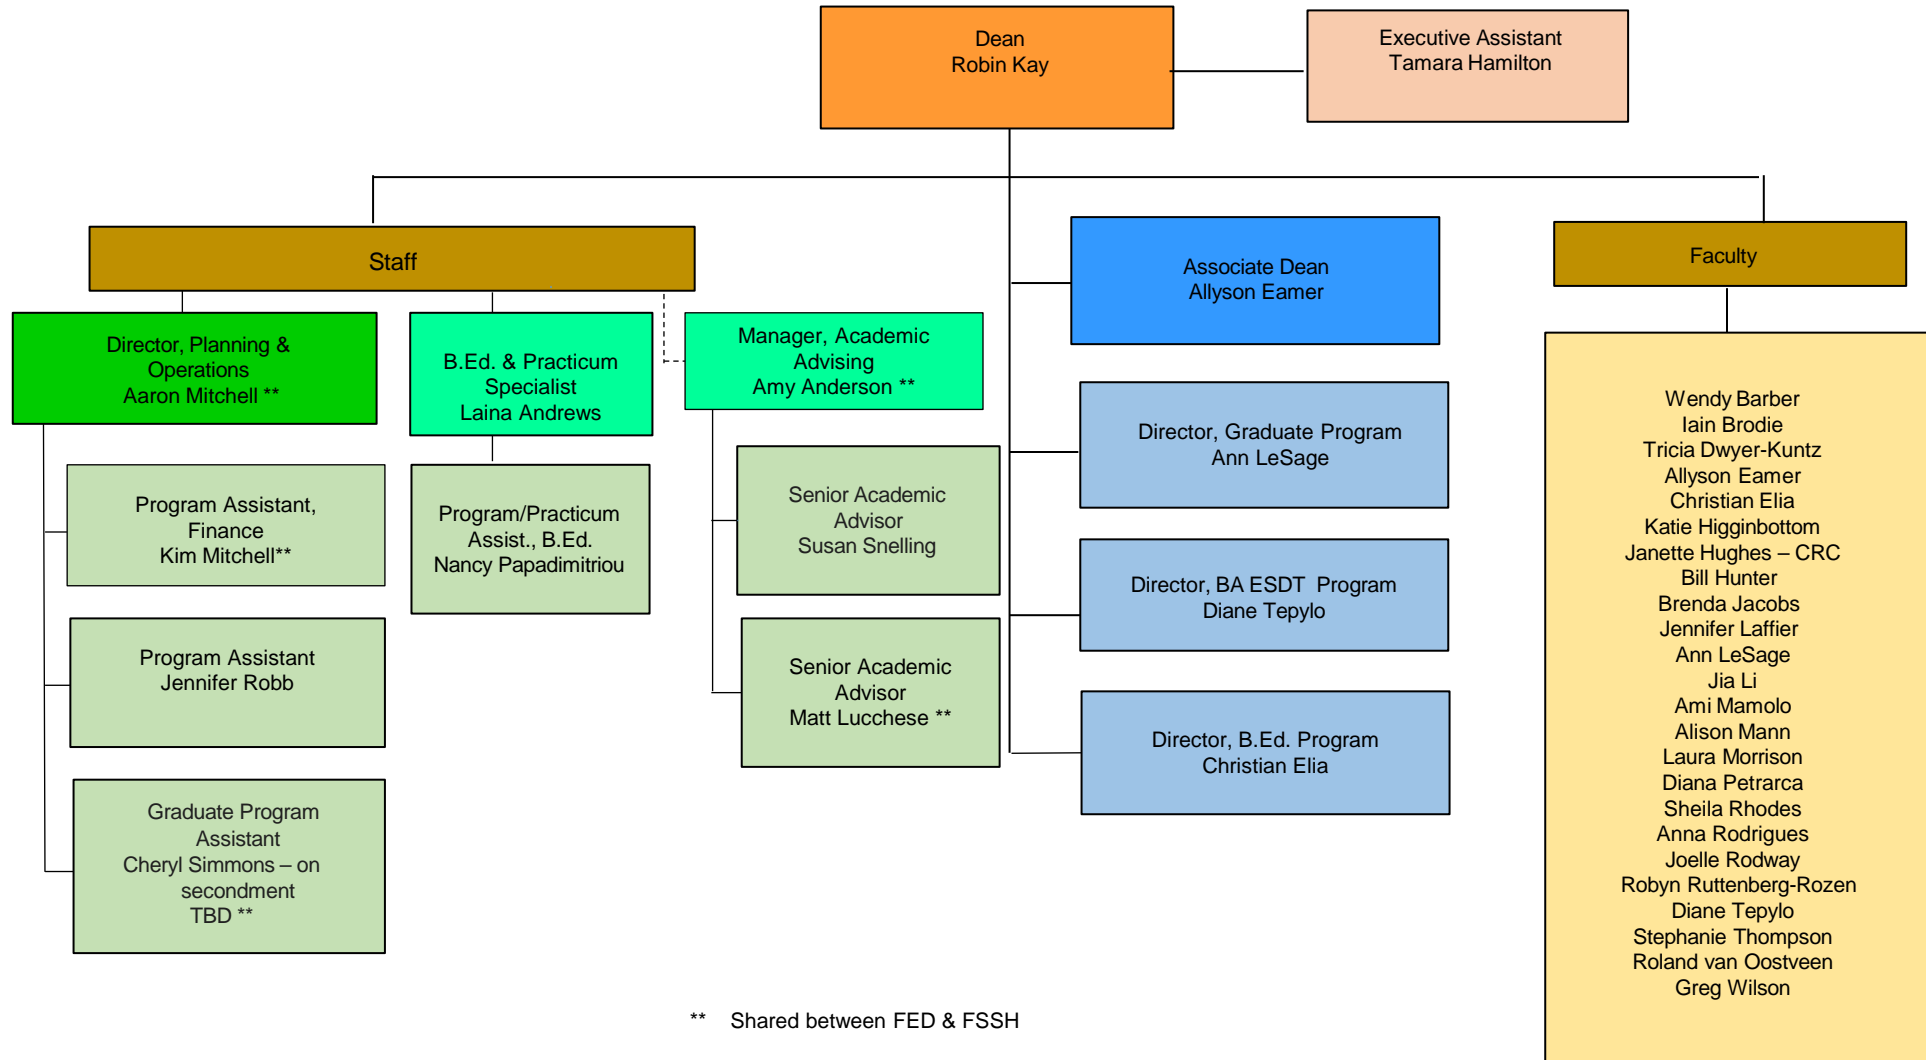 Dean
Robin Kay
Executive Assistant
Tamara Hamilton
Staff
Director, Planning &
Operations
Aaron Mitchell **
Program Assistant,
Finance
Kim Mitchell**
Program Assistant
Jennifer Robb
Graduate Program
Assistant
Cheryl Simmons – on
secondment
TBD **
B.Ed. & Practicum
Specialist
Laina Andrews
Program/Practicum
Assist., B.Ed.
Nancy Papadimitriou
Manager, Academic
Advising
Amy Anderson **
Senior Academic
Advisor
Susan Snelling
Senior Academic
Advisor
Matt Lucchese **
Associate Dean
Allyson Eamer
Director, Graduate Program
Ann LeSage
Director, BA ESDT Program
Diane Tepylo
Director, B.Ed. Program
Christian Elia
Faculty
Wendy Barber
Iain Brodie
Tricia Dwyer-Kuntz
Allyson Eamer
Christian Elia
Katie Higginbottom
Janette Hughes – CRC
Bill Hunter
Brenda Jacobs
Jennifer Laffier
Ann LeSage
Jia Li
Ami Mamolo
Alison Mann
Laura Morrison
Diana Petrarca
Sheila Rhodes
Anna Rodrigues
Joelle Rodway
Robyn Ruttenberg-Rozen
Diane Tepylo
Stephanie Thompson
Roland van Oostveen
Greg Wilson
** Shared between FED & FSSH